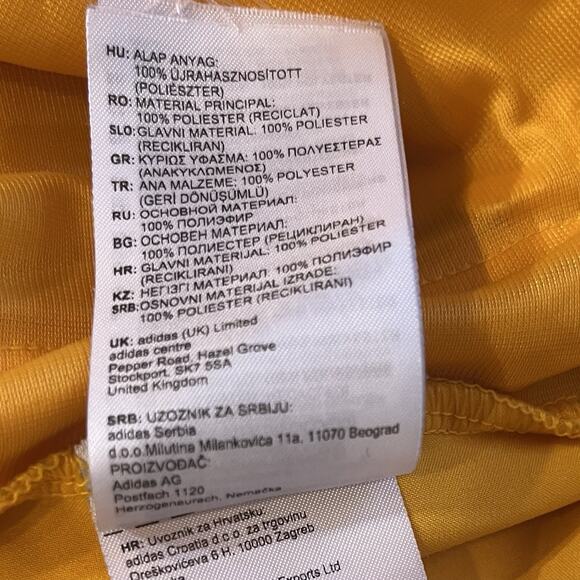 HU: ALAP ANYAG:
100% ÚJRAHASZNOSÍTOTT
(POLIÉSZTER)
RO: MATERIAL PRINCIPAL:
100% POLIESTER (RECICLAT)
SLO: GLAVNI MATERIAL: 100% POLIESTER
(RECIKLIRAN)
GR: ΚΥΡΙΩΣ ΥΦΑΣΜΑ: 100% ΠΟΛΥΕΣΤΕΡΑΣ
(ΑΝΑΚΥΚΛΩΜΕΝΟΣ)
TR: ANA MALZEME: 100% POLYESTER
(GERİ DÖNÜŞÜMLÜ)
RU: ОСНОВНОЙ МАТЕРИАЛ:
100% ПОЛИЭФИР
BG: ОСНОВЕН МАТЕРИАЛ:
100% ПОЛИЕСТЕР (РЕЦИКЛИРАН)
HR: GLAVNI MATERIJAL: 100% POLIESTER
(RECIKLIRANI)
KZ: НЕГІЗГІ МАТЕРИАЛ: 100% ПОЛИЭФИР
SRB: OSNOVNI MATERIJAL IZRADE:
100% POLIESTER (RECIKLIRANI)
UK: adidas (UK) Limited
adidas centre
Pepper Road, Hazel Grove
Stockport, SK7 5SA
United Kingdom
SRB: UZOZNIK ZA SRBIJU:
adidas Serbia
d.o.o.Milutina Milenkovića 11a, 11070 Beograd
PROIZVOĐAČ:
Adidas AG
Postfach 1120
Herzogeneurach, Nemačka
HR: Uvoznik za Hrvatsku
adidas Croatia d.o.o. za trgovinu
Oreškovićeva 6 H, 10000 Zagreb
Exports Ltd